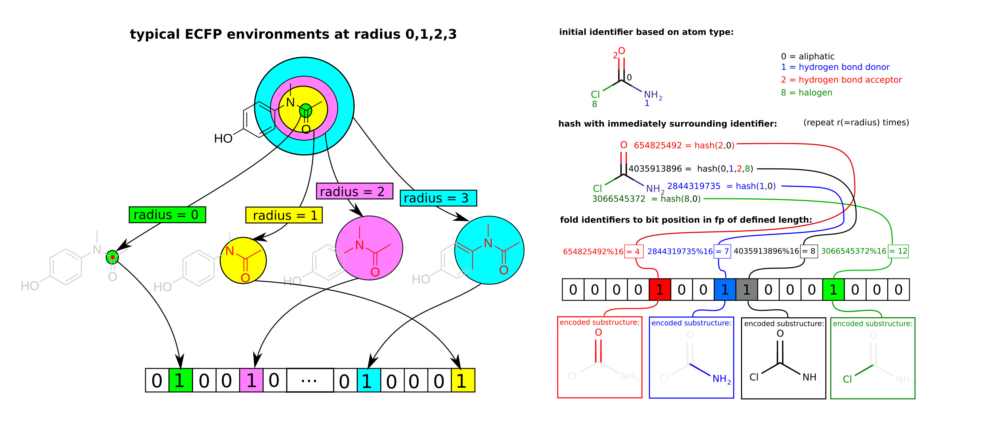 typical ECFP environments at radius 0,1,2,3
N
O
HO
radius = 2
radius = 3
radius = 0
radius = 1
N
O
HO
N
O
HO
N
O
HO
N
O
HO
0 1 0 0 1 0 ... 0 1 0 0 0 1
initial identifier based on atom type:
2 O
0
Cl
8
NH2
1
0 = aliphatic
1 = hydrogen bond donor
2 = hydrogen bond acceptor
8 = halogen
hash with immediately surrounding identifier:
(repeat r(=radius) times)
O 654825492 = hash(2,0)
4035913896 = hash(0,1,2,8)
Cl NH2 2844319735 = hash(1,0)
3066545372 = hash(8,0)
fold identifiers to bit position in fp of defined length:
654825492%16 = 4 2844319735%16 = 7 4035913896%16 = 8 3066545372%16 = 12
0 0 0 0 1 0 0 1 1 0 0 0 1 0 0 0
encoded substructure:
O
Cl NH2
encoded substructure:
O
Cl NH2
encoded substructure:
O
Cl NH2
encoded substructure:
O
Cl NH2